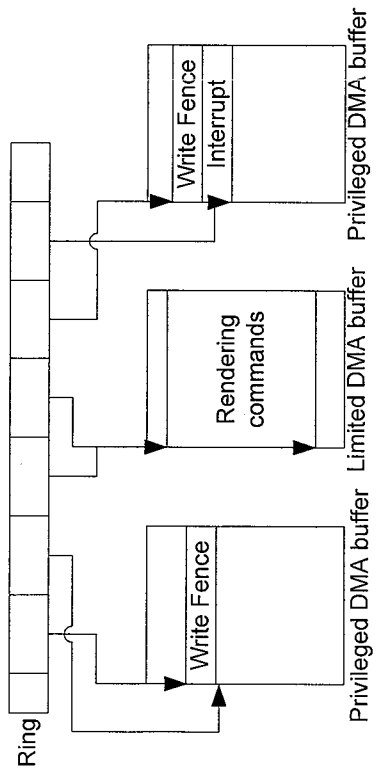 Ring
Write Fence
Privileged DMA buffer
Rendering
commands
Limited DMA buffer
Write Fence
Interrupt
Privileged DMA buffer